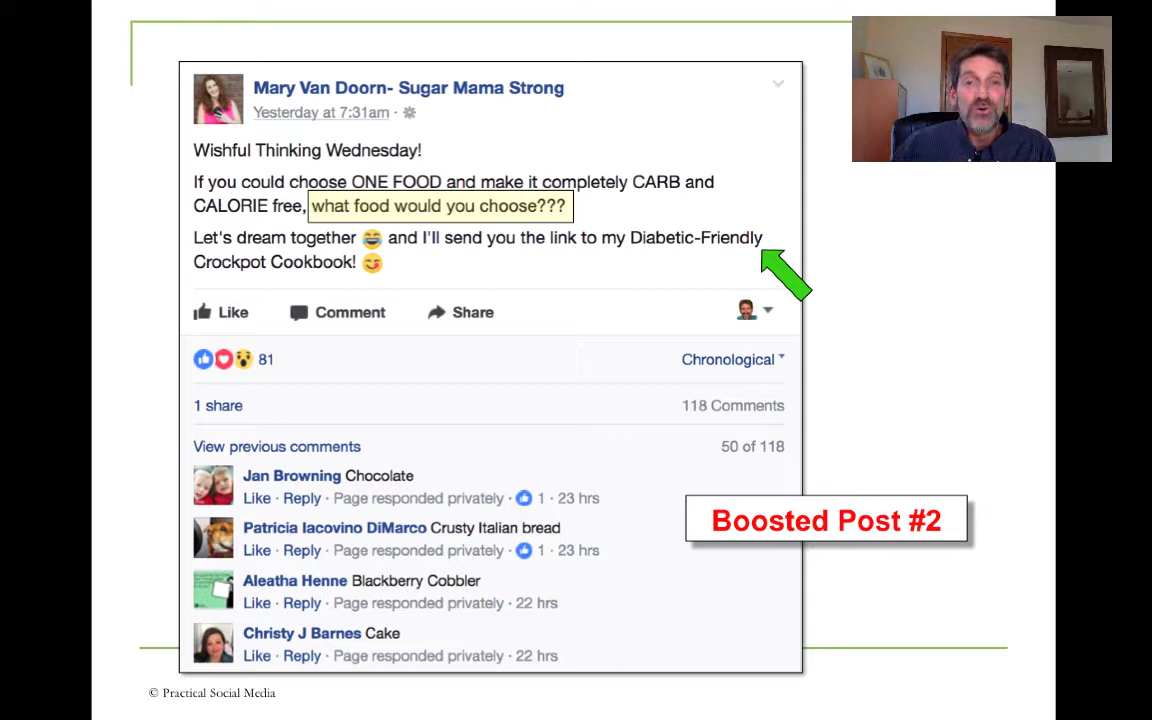 Mary Van Doorn- Sugar Mama Strong
Yesterday at 7:31am ·
Wishful Thinking Wednesday!
If you could choose ONE FOOD and make it completely CARB and
CALORIE free, what food would you choose???
Let's dream together 😂 and I'll send you the link to my Diabetic-Friendly
Crockpot Cookbook! 😋
Like Comment Share
81 Chronological
1 share 118 Comments
View previous comments 50 of 118
Jan Browning Chocolate
Like · Reply · Page responded privately · 1 · 23 hrs
Patricia Iacovino DiMarco Crusty Italian bread
Like · Reply · Page responded privately · 1 · 23 hrs
Aleatha Henne Blackberry Cobbler
Like · Reply · Page responded privately · 22 hrs
Christy J Barnes Cake
Like · Reply · Page responded privately · 22 hrs
Boosted Post #2
© Practical Social Media